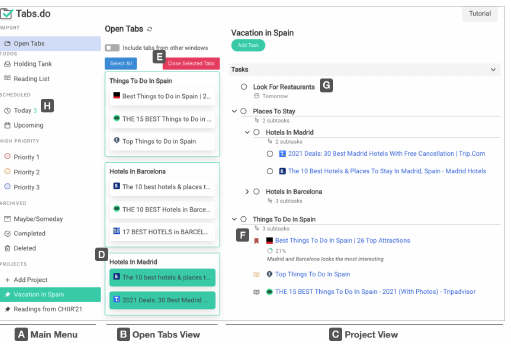 Tabs.do
Tutorial
IMPORT
Open Tabs
TODOS
Holding Tank
Reading List
SCHEDULED
Today 3
H
Upcoming
HIGH PRIORITY
Priority 1
Priority 2
Priority 3
ARCHIVED
Maybe/Someday
Completed
Deleted
PROJECTS
+ Add Project
Vacation in Spain
Readings from CHIIR'21
A Main Menu
Open Tabs
Include tabs from other windows
E
Select All
Close Selected Tabs
Things To Do In Spain
Best Things to Do in Spain | 2...
THE 15 BEST Things to Do in ...
Top Things to Do in Spain
Hotels In Barcelona
The 10 best hotels & places t...
THE 10 BEST Hotels in Barce...
17 BEST HOTELS in BARCEL...
D
Hotels In Madrid
The 10 best hotels & places t...
2021 Deals: 30 Best Madrid ...
B Open Tabs View
Vacation in Spain
Add Task
Tasks
Look For Restaurants
G
Tomorrow
Places To Stay
2 subtasks
Hotels In Madrid
2 subtasks
2021 Deals: 30 Best Madrid Hotels With Free Cancellation | Trip.Com
The 10 Best Hotels & Places To Stay In Madrid, Spain - Madrid Hotels
Hotels In Barcelona
3 subtasks
Things To Do In Spain
3 subtasks
F
Best Things To Do In Spain | 26 Top Attractions
21%
Madrid and Barcelona looks the most interesting
Top Things To Do In Spain
THE 15 BEST Things To Do In Spain - 2021 (With Photos) - Tripadvisor
C Project View